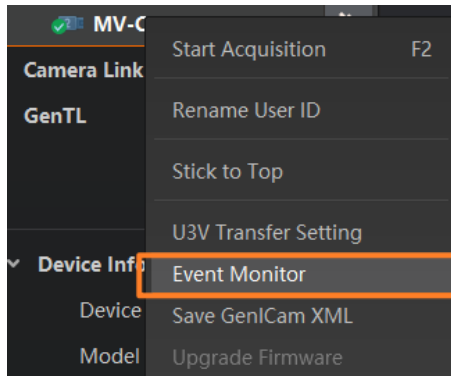 MV-C
Start Acquisition F2
Camera Link
GenTL
Rename User ID
Stick to Top
U3V Transfer Setting
Device Info
Event Monitor
Device
Save GenICam XML
Model
Upgrade Firmware